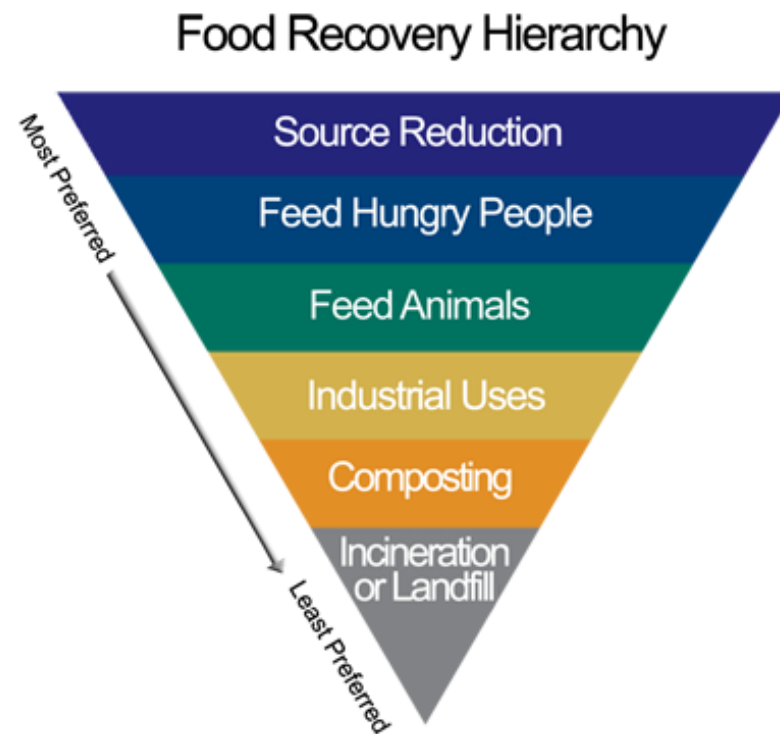 Food Recovery Hierarchy
Most Preferred
Source Reduction
Feed Hungry People
Feed Animals
Industrial Uses
Composting
Incineration
or Landfill
Least Preferred